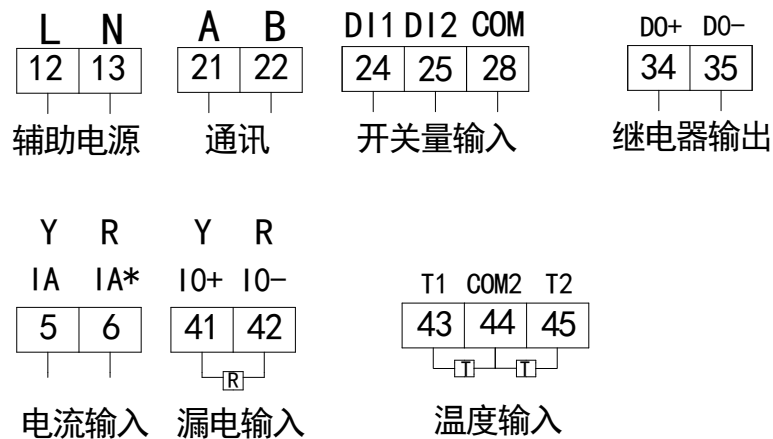 L N A B DI1 DI2 COM DO+ DO-
12 13 21 22 24 25 28 34 35
辅助电源 通讯 开关量输入 继电器输出
Y R Y R
IA IA* IO+ IO- T1 COM2 T2
5 6 41 42 43 44 45
R T T
电流输入 漏电输入 温度输入